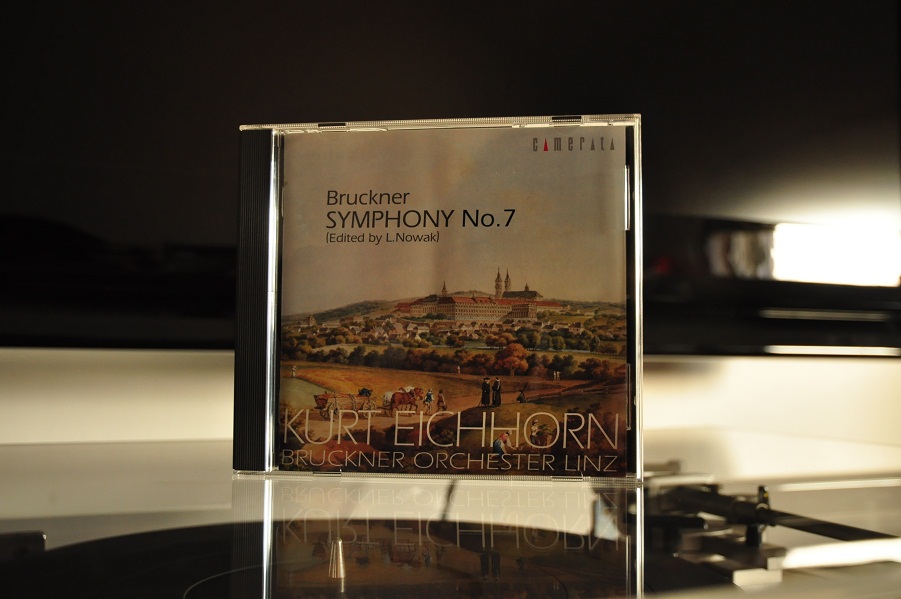 camerata
Bruckner
SYMPHONY No.7
(Edited by L.Nowak)
KURT EICHHORN
BRUCKNER ORCHESTER LINZ